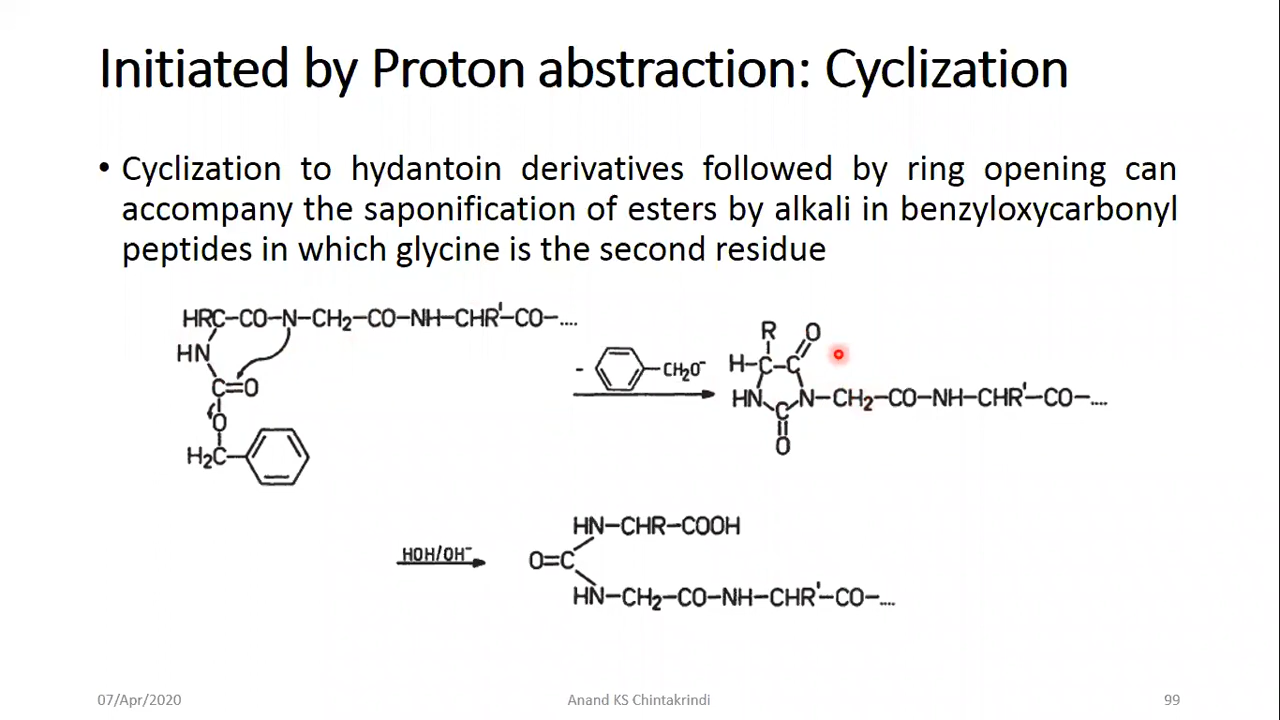 Initiated by Proton abstraction: Cyclization
• Cyclization to hydantoin derivatives followed by ring opening can
accompany the saponification of esters by alkali in benzyloxycarbonyl
peptides in which glycine is the second residue
HRC-CO-N-CH2-CO-NH-CHR'-CO-....
HN
C=O
O
H2C
- CH2O-
R O
H-C-C
HN N-CH2-CO-NH-CHR'-CO-....
C
O
HOH/OH-
HN-CHR-COOH
O=C
HN-CH2-CO-NH-CHR'-CO-....
07/Apr/2020 Anand KS Chintakrindi 99